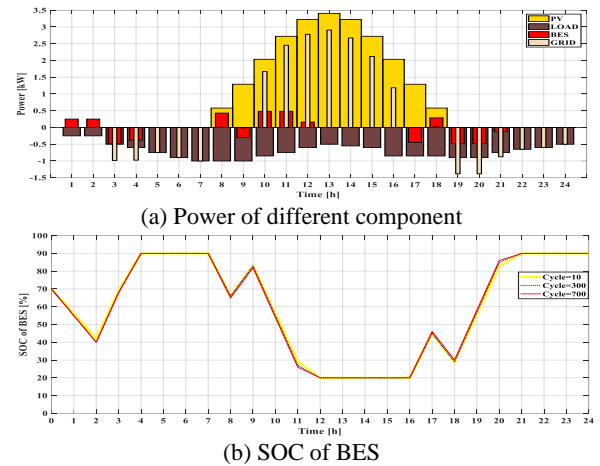 3.5
3
2.5
2
1.5
1
0.5
0
-0.5
-1
-1.5
Power [kW]
PV
LOAD
BES
GRID
1 2 3 4 5 6 7 8 9 10 11 12 13 14 15 16 17 18 19 20 21 22 23 24
Time [h]
(a) Power of different component
100
90
80
70
60
50
40
30
20
10
0
SOC of BES [%]
Cycle=10
Cycle=300
Cycle=700
0 1 2 3 4 5 6 7 8 9 10 11 12 13 14 15 16 17 18 19 20 21 22 23 24
Time [h]
(b) SOC of BES